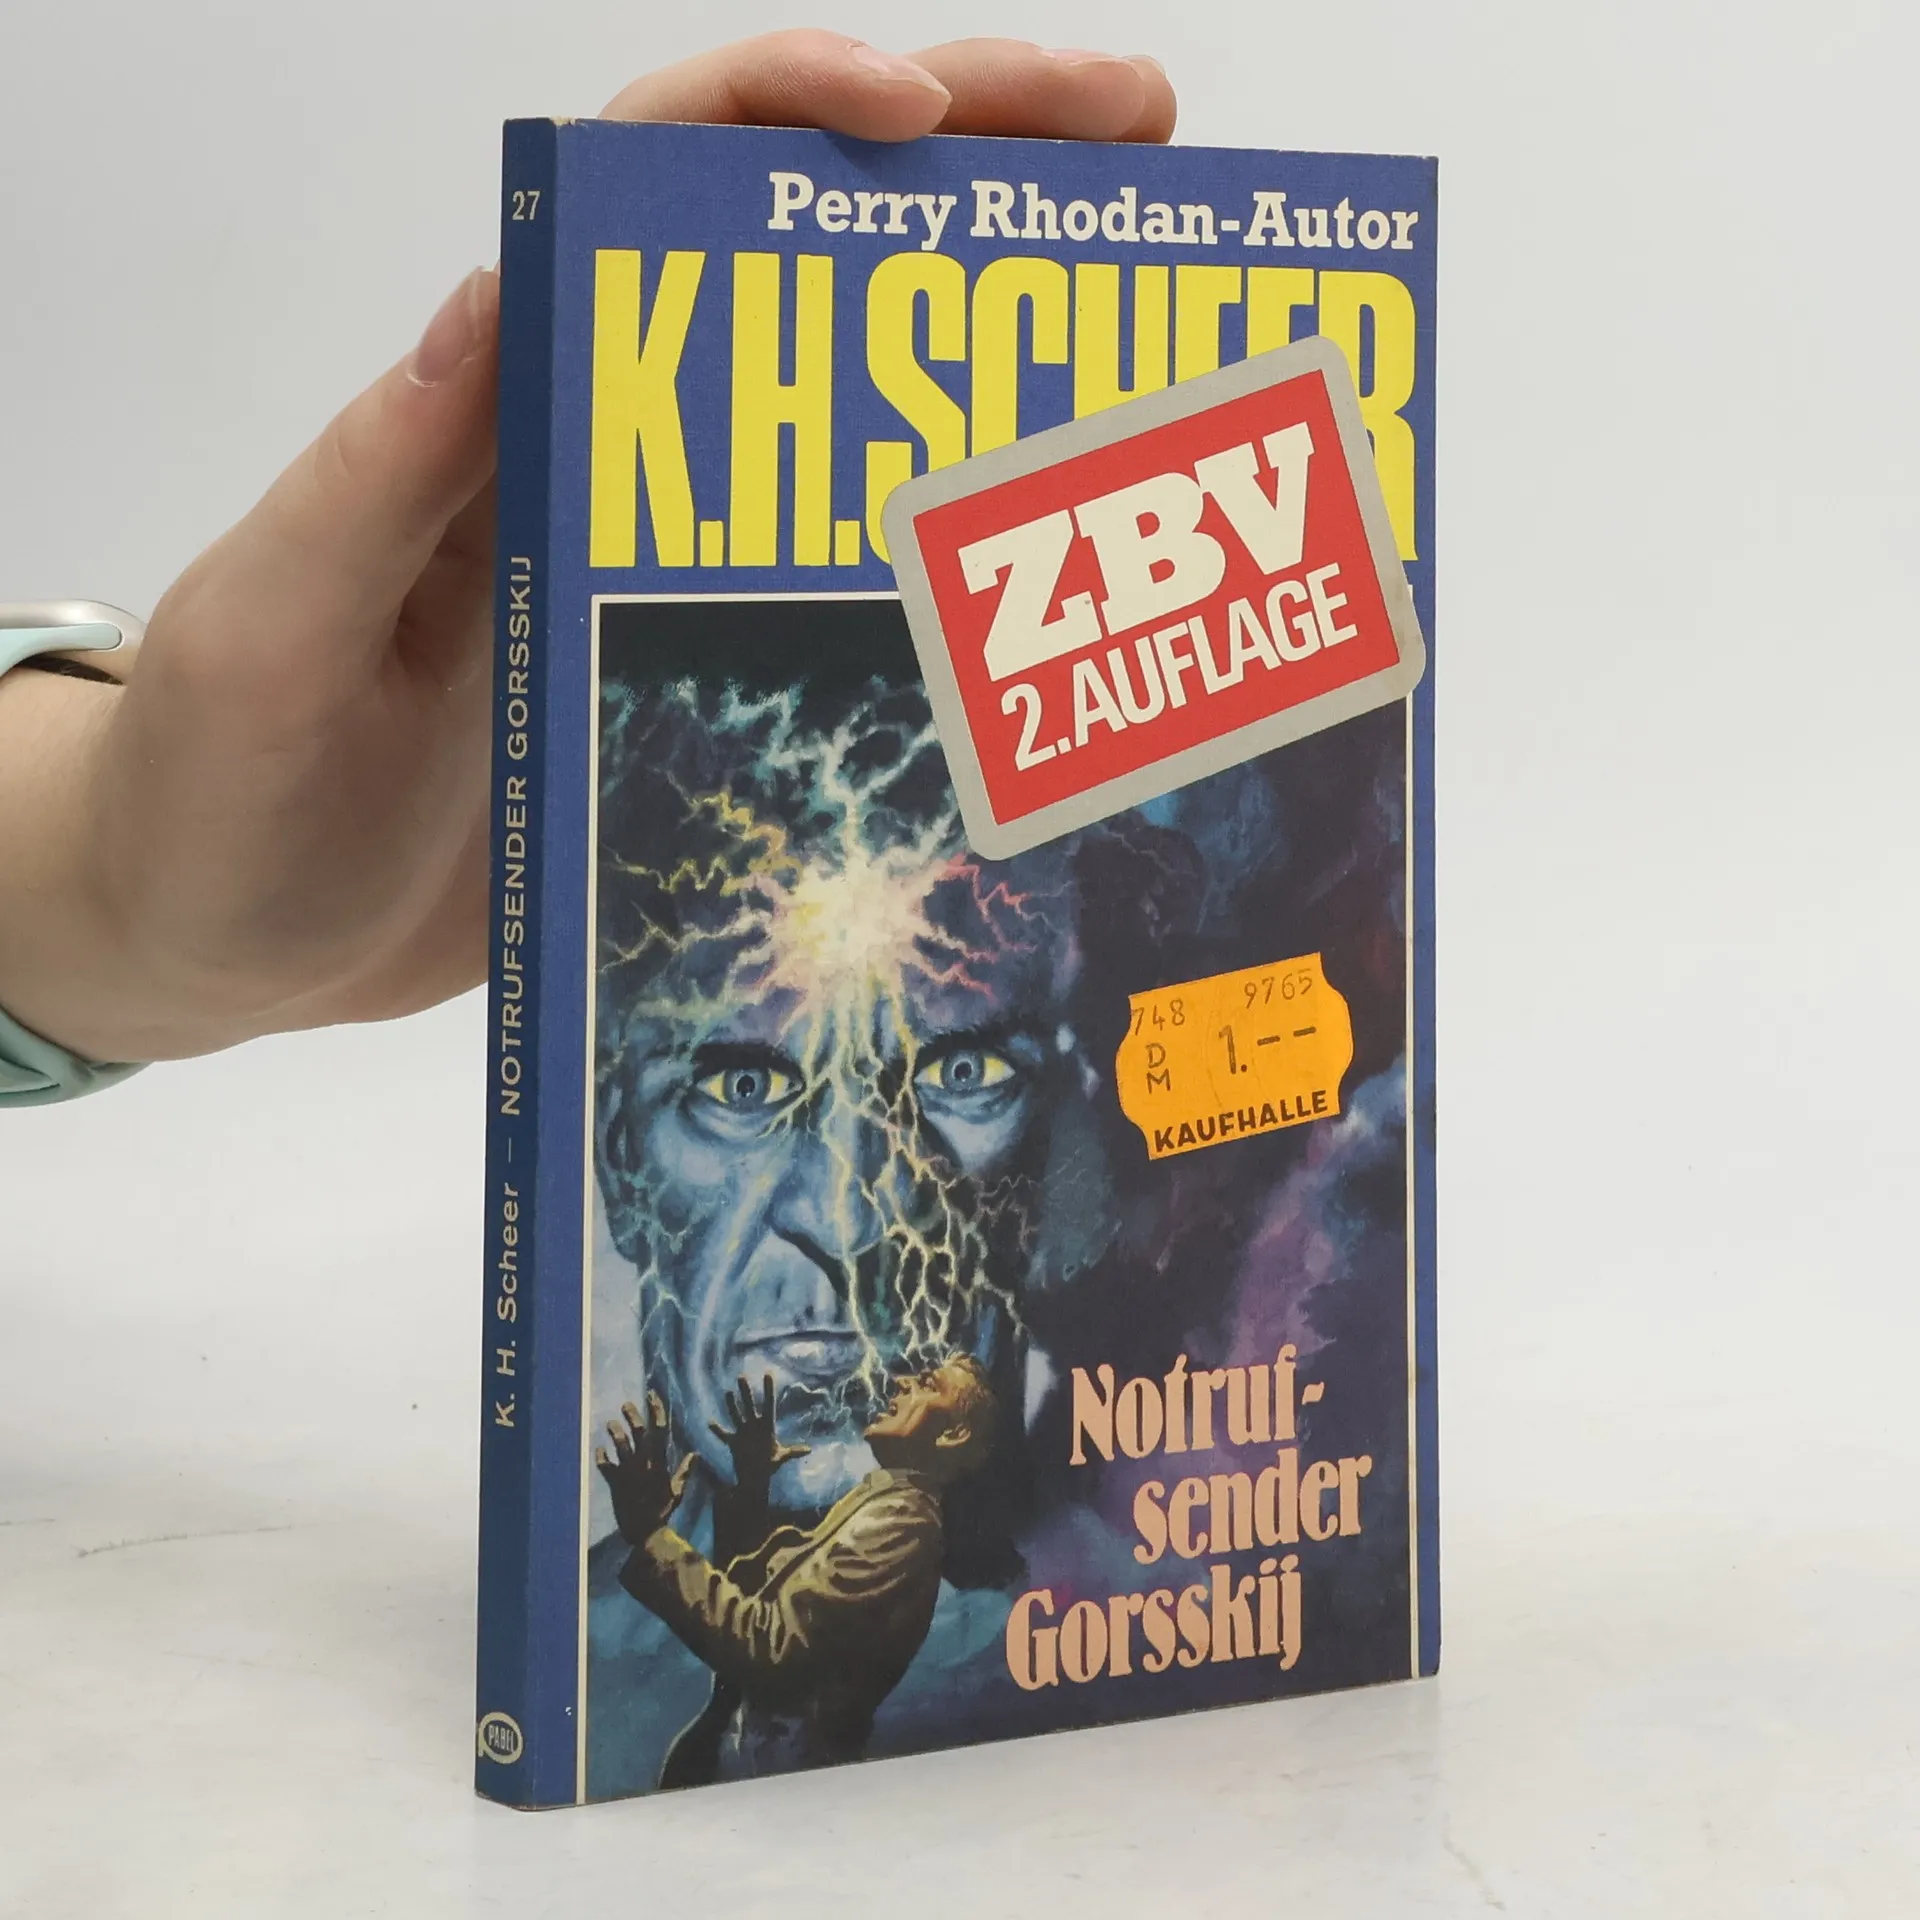 27
K. H. Scheer – NOTRUFSENDER GORSSKIJ
PABEL
Perry Rhodan-Autor
K.H.SCHEER
ZBV
2.AUFLAGE
748 9765
DM 1.--
KAUFHALLE
Notruf-
sender
Gorsskij